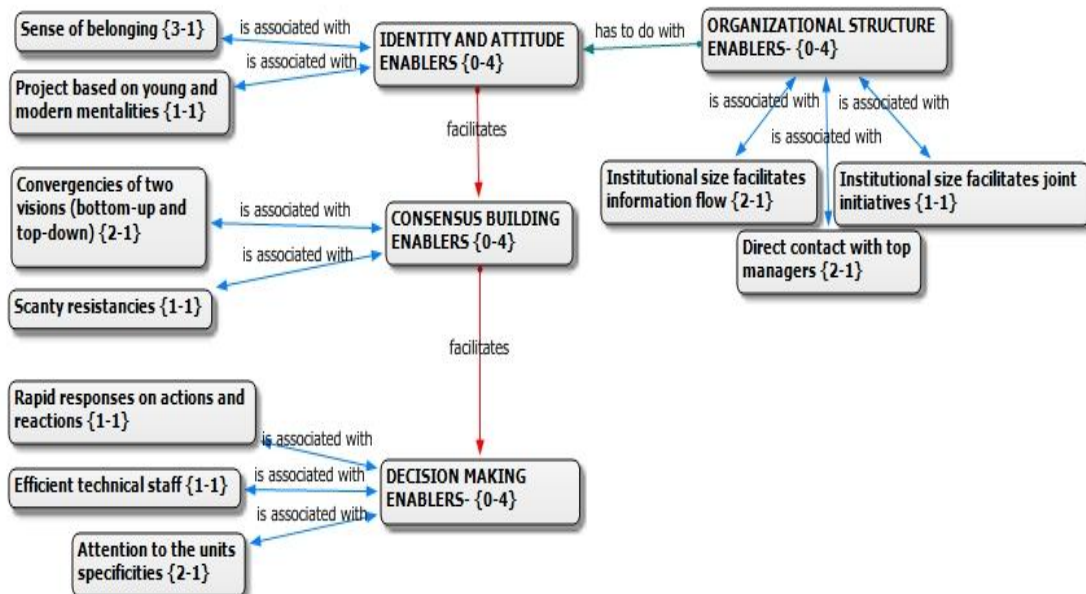 Sense of belonging {3-1}
is associated with
IDENTITY AND ATTITUDE
ENABLERS {0-4}
has to do with
ORGANIZATIONAL STRUCTURE
ENABLERS- {0-4}
is associated with
Project based on young and
modern mentalities {1-1}
is associated with
is associated with
is associated with
facilitates
Institutional size facilitates
information flow {2-1}
Institutional size facilitates joint
initiatives {1-1}
Direct contact with top
managers {2-1}
Convergencies of two
visions (bottom-up and
top-down) {2-1}
is associated with
CONSENSUS BUILDING
ENABLERS {0-4}
is associated with
Scanty resistancies {1-1}
facilitates
Rapid responses on actions and
reactions {1-1}
is associated with
Efficient technical staff {1-1}
is associated with
DECISION MAKING
ENABLERS- {0-4}
is associated with
Attention to the units
specificities {2-1}